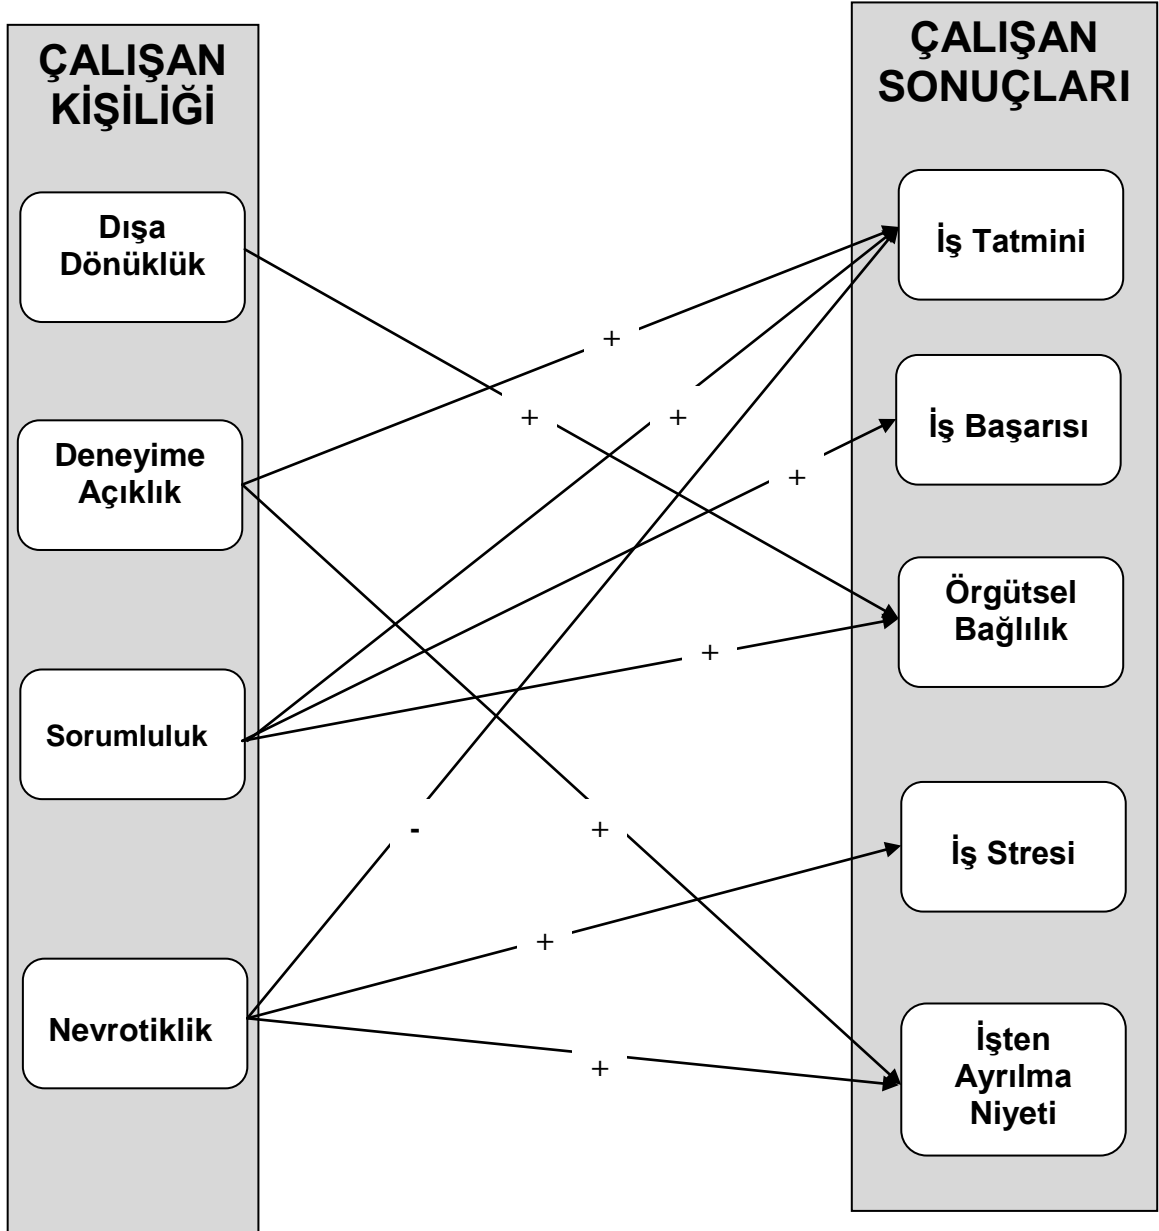 ÇALIŞAN
KİŞİLİĞİ
Dışa
Dönüklük
Deneyime
Açıklık
Sorumluluk
Nevrotiklik
+
+
+
+
+
-
+
+
+
ÇALIŞAN
SONUÇLARI
İş Tatmini
İş Başarısı
Örgütsel
Bağlılık
İş Stresi
İşten
Ayrılma
Niyeti